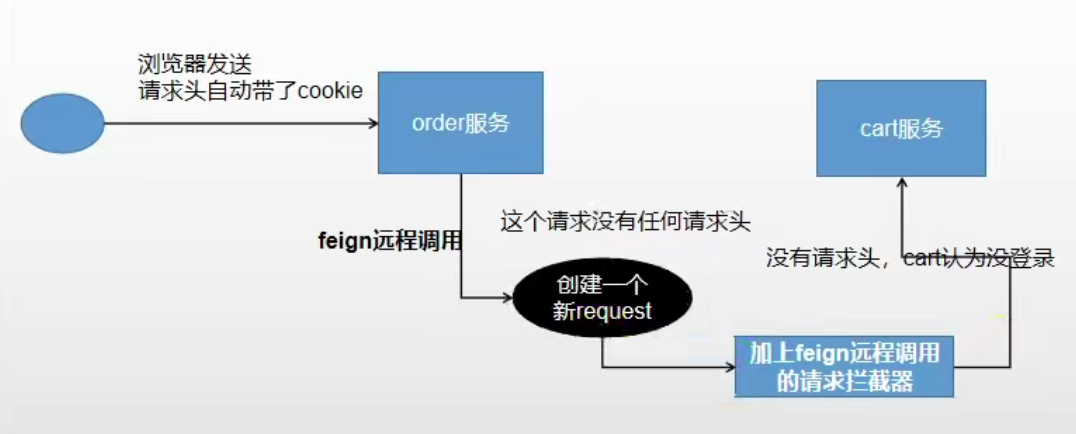 浏览器发送
请求头自动带了cookie
order服务
cart服务
feign远程调用
这个请求没有任何请求头
没有请求头，cart认为没登录
创建一个
新request
加上feign远程调用
的请求拦截器